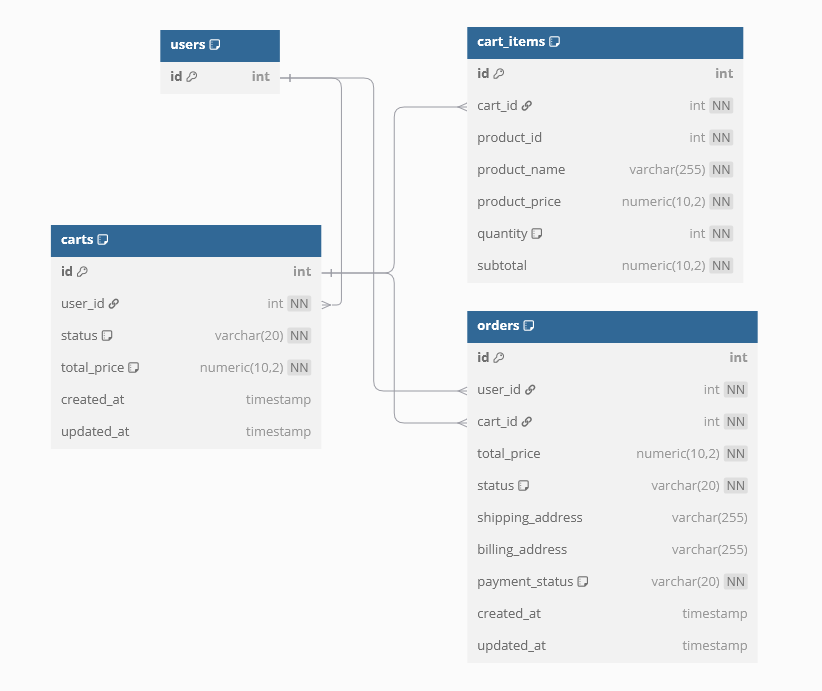 users
id int
carts
id int
user_id int NN
status varchar(20) NN
total_price numeric(10,2) NN
created_at timestamp
updated_at timestamp
cart_items
id int
cart_id int NN
product_id int NN
product_name varchar(255) NN
product_price numeric(10,2) NN
quantity int NN
subtotal numeric(10,2) NN
orders
id int
user_id int NN
cart_id int NN
total_price numeric(10,2) NN
status varchar(20) NN
shipping_address varchar(255)
billing_address varchar(255)
payment_status varchar(20) NN
created_at timestamp
updated_at timestamp